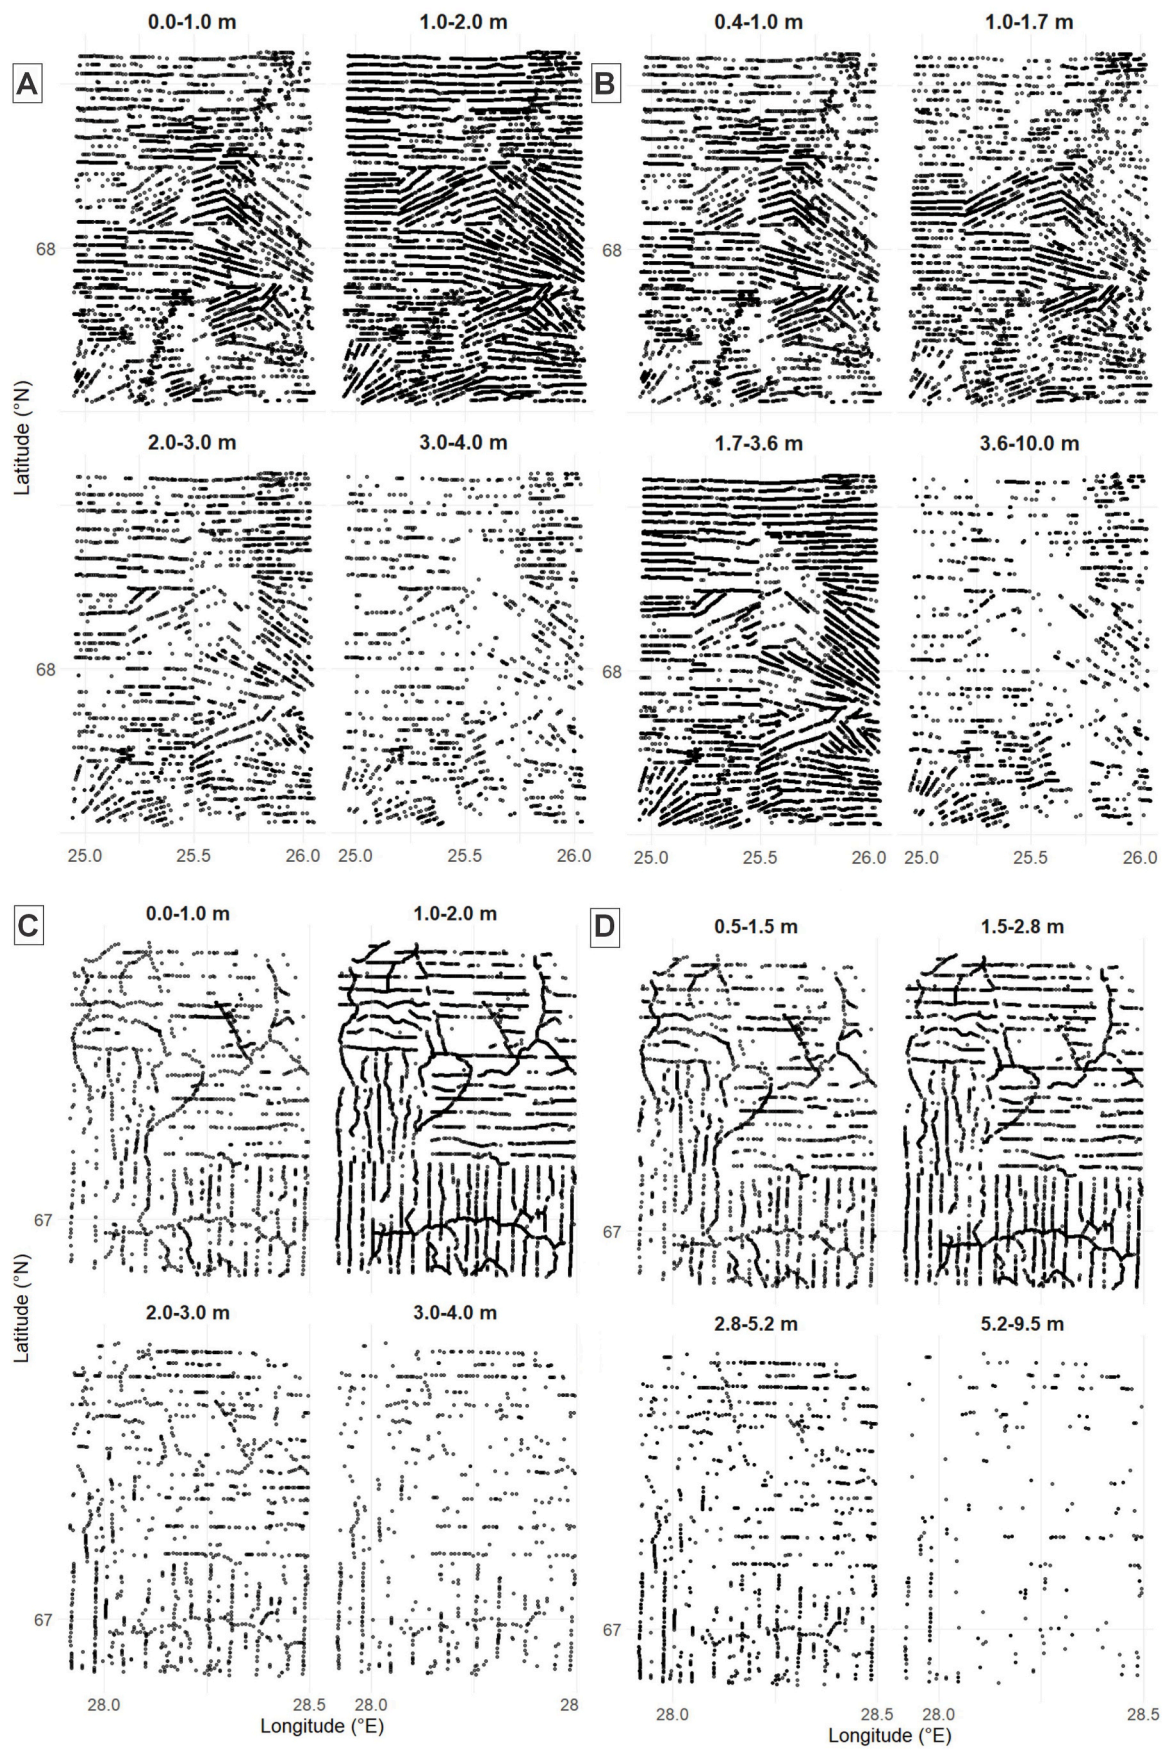 0.0-1.0 m 1.0-2.0 m 0.4-1.0 m 1.0-1.7 m
A B
68 68
Latitude (°N)
2.0-3.0 m 3.0-4.0 m 1.7-3.6 m 3.6-10.0 m
68 68
25.0 25.5 26.0 25.0 25.5 26.0 25.0 25.5 26.0 25.0 25.5 26.0
C 0.0-1.0 m 1.0-2.0 m D 0.5-1.5 m 1.5-2.8 m
67 67
Latitude (°N)
2.0-3.0 m 3.0-4.0 m 2.8-5.2 m 5.2-9.5 m
67 67
28.0 28.5 28.0 28 28.0 28.5 28.0 28.5
Longitude (°E) Longitude (°E)